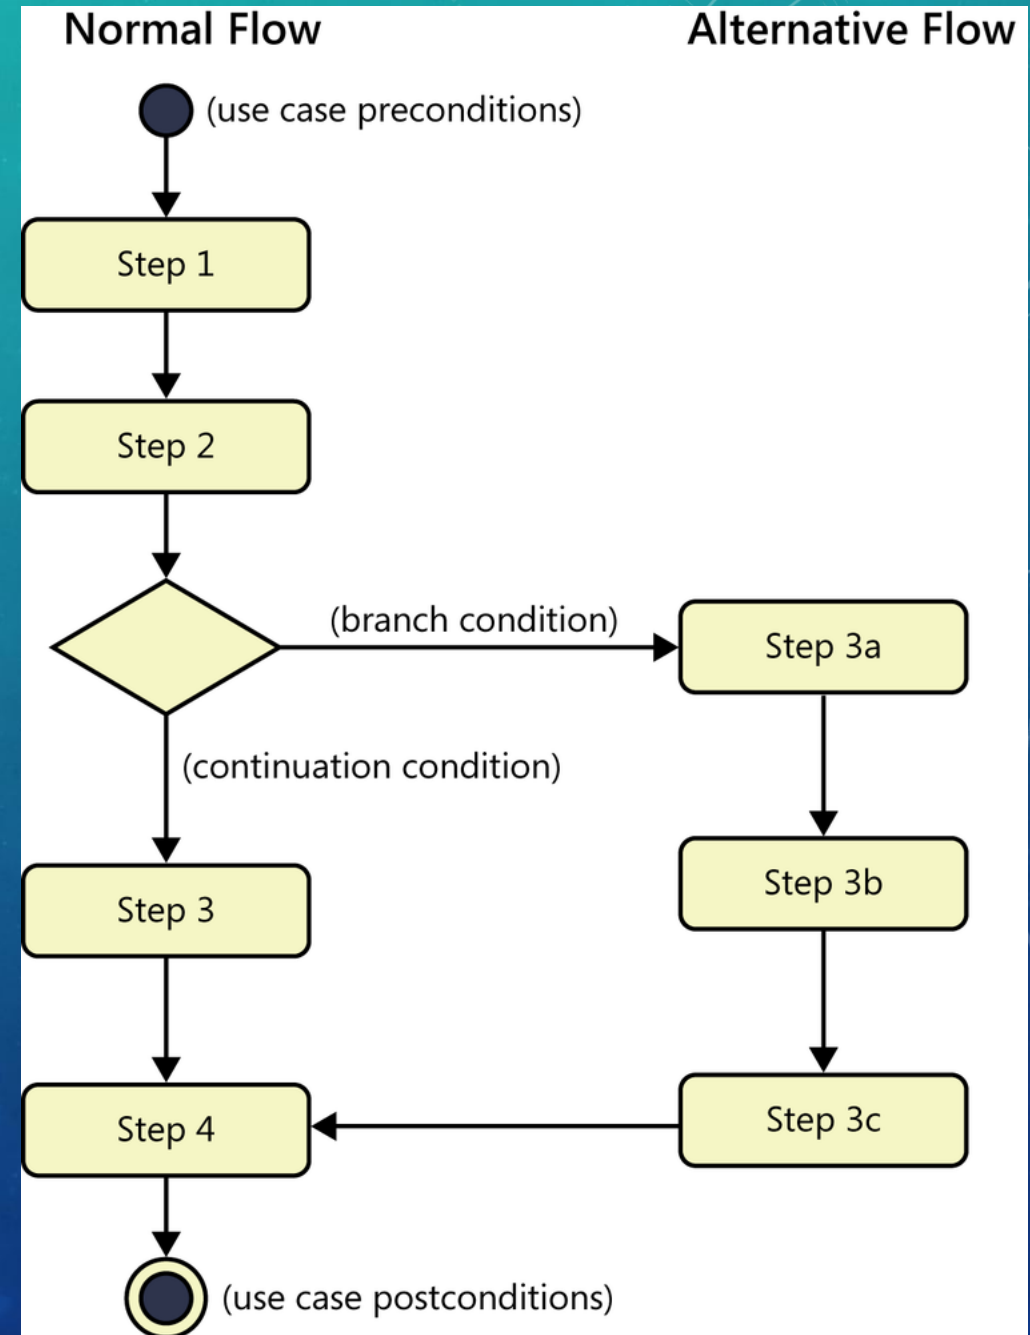 Normal Flow
Alternative Flow
(use case preconditions)
Step 1
Step 2
(branch condition)
Step 3a
(continuation condition)
Step 3b
Step 3
Step 3c
Step 4
(use case postconditions)